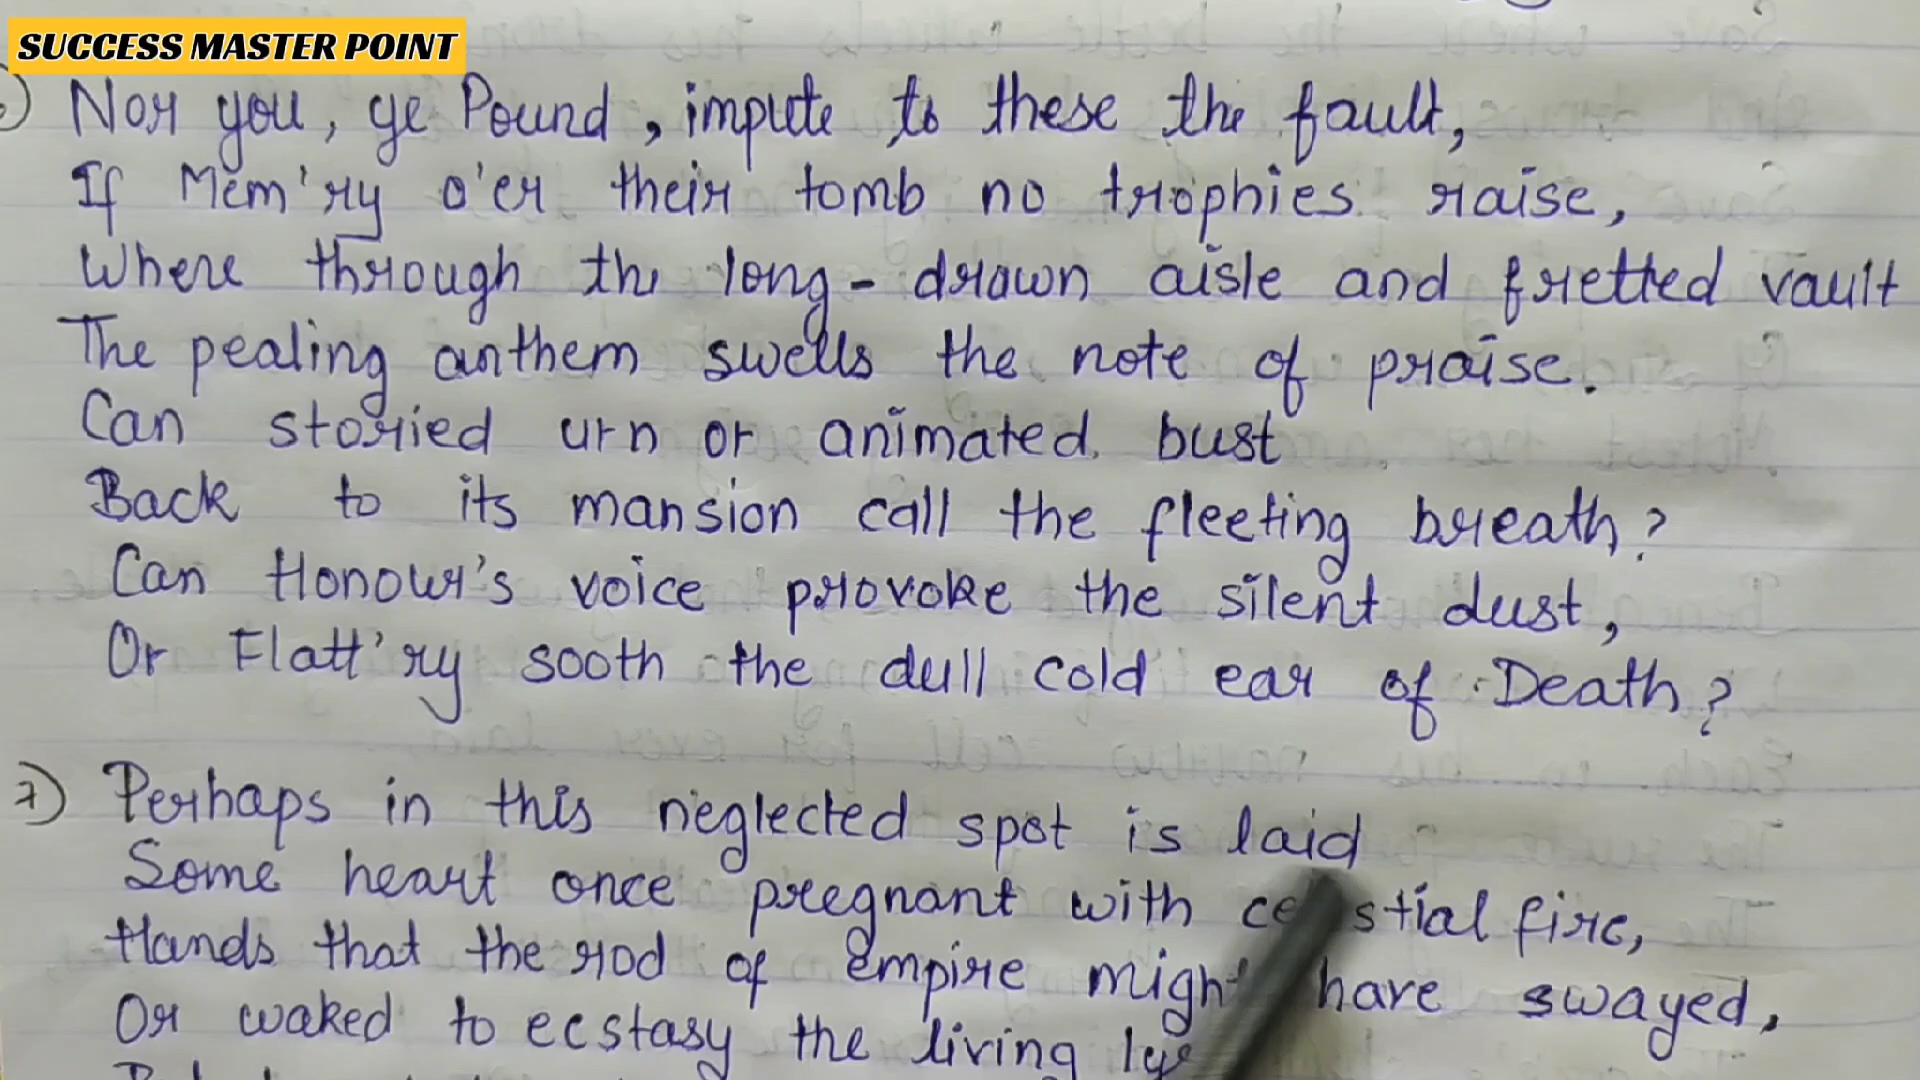 SUCCESS MASTER POINT
Nor you, ye Pound, impute to these the fault,
If Mem'ry o'er their tomb no trophies raise,
Where through the long-drawn aisle and fretted vault
The pealing anthem swells the note of praise.
Can storied urn or animated bust
Back to its mansion call the fleeting breath?
Can Honour's voice provoke the silent dust,
Or Flatt'ry sooth the dull cold ear of Death?
7) Perhaps in this neglected spot is laid
Some heart once pregnant with fire,
Hands that the rod of empire might have swayed,
Or waked to ecstasy the living